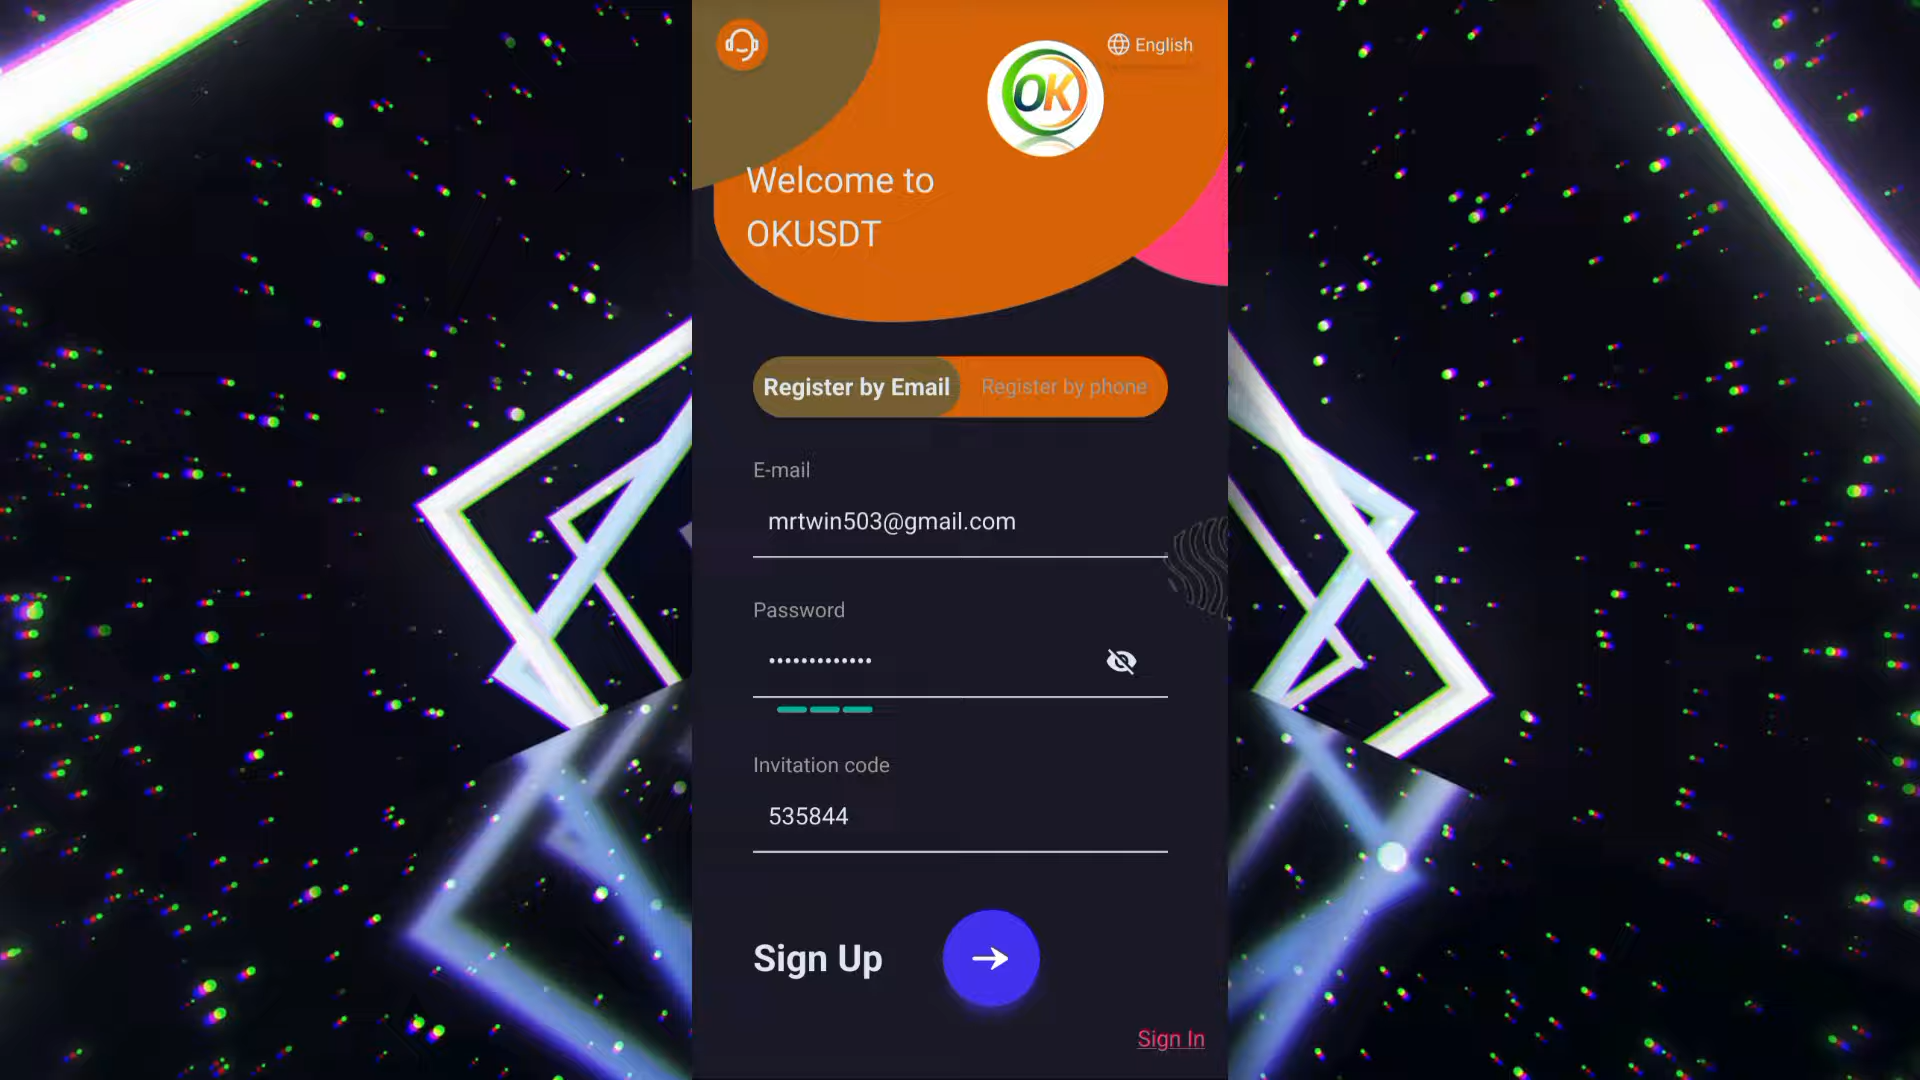 English
OK
Welcome to
OKUSDT
Register by Email
Register by phone
E-mail
mrtwin503@gmail.com
Password
•••••••••••••
Invitation code
535844
Sign Up
Sign In